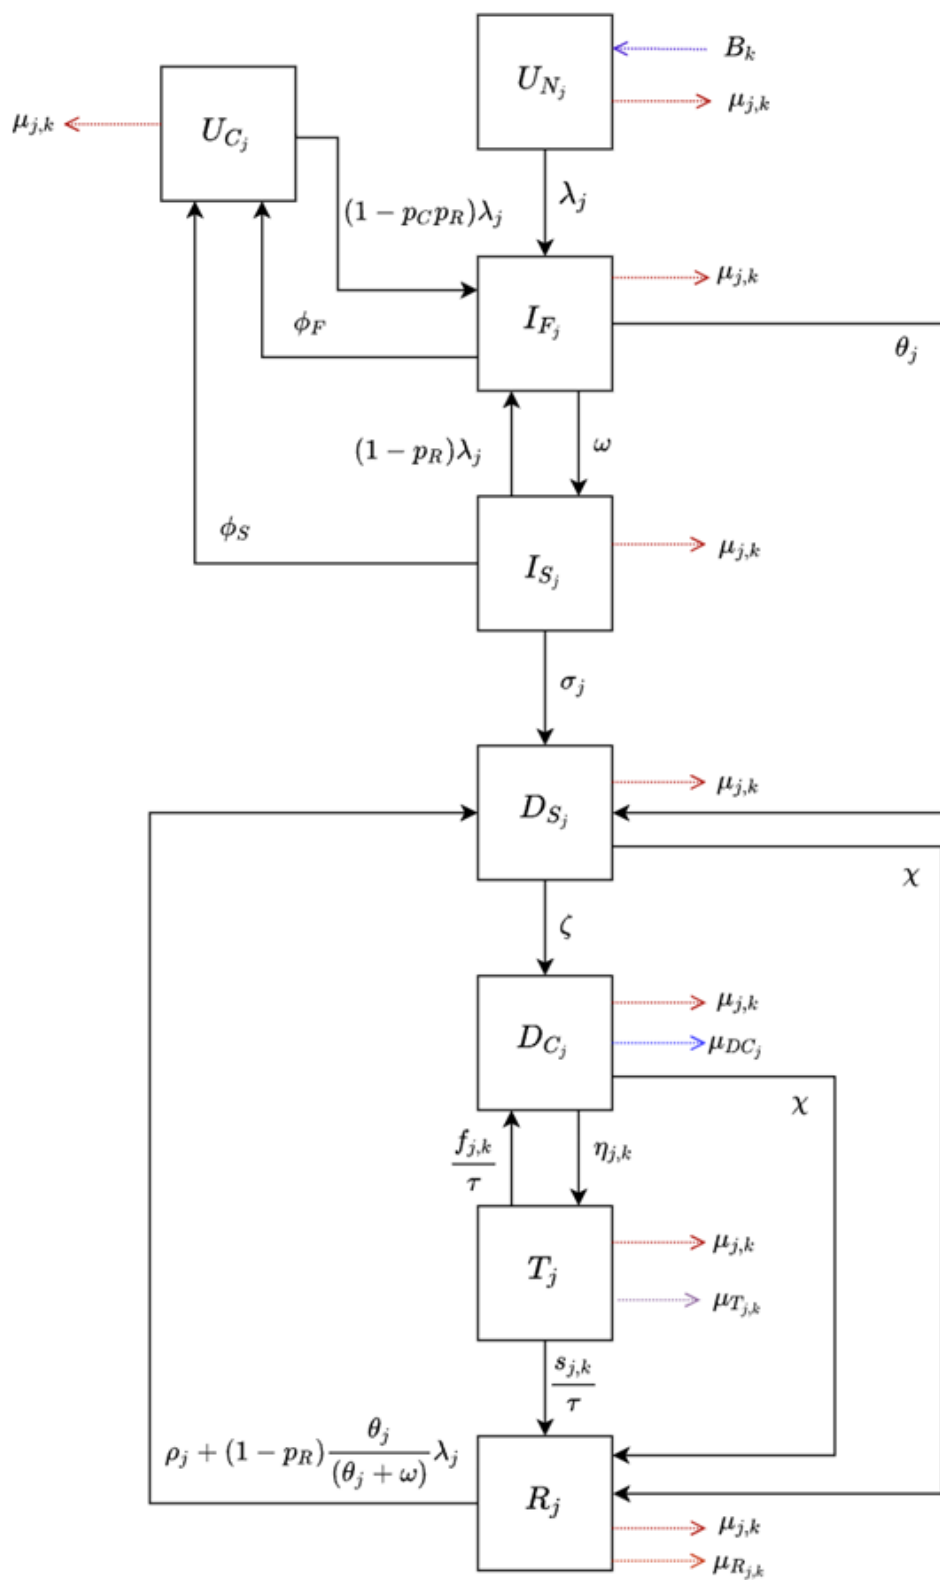 B_k
U_{N_j}
μ_{j,k}
μ_{j,k}
U_{C_j}
λ_j
(1 − p_C p_R)λ_j
μ_{j,k}
I_{F_j}
ϕ_F
θ_j
(1 − p_R)λ_j
ω
ϕ_S
μ_{j,k}
I_{S_j}
σ_j
μ_{j,k}
D_{S_j}
χ
ζ
μ_{j,k}
D_{C_j}
μ_{DC_j}
χ
f_{j,k}/τ
η_{j,k}
μ_{j,k}
T_j
μ_{T_{j,k}}
s_{j,k}/τ
ρ_j + (1 − p_R) θ_j/(θ_j + ω) λ_j
R_j
μ_{j,k}
μ_{R_{j,k}}